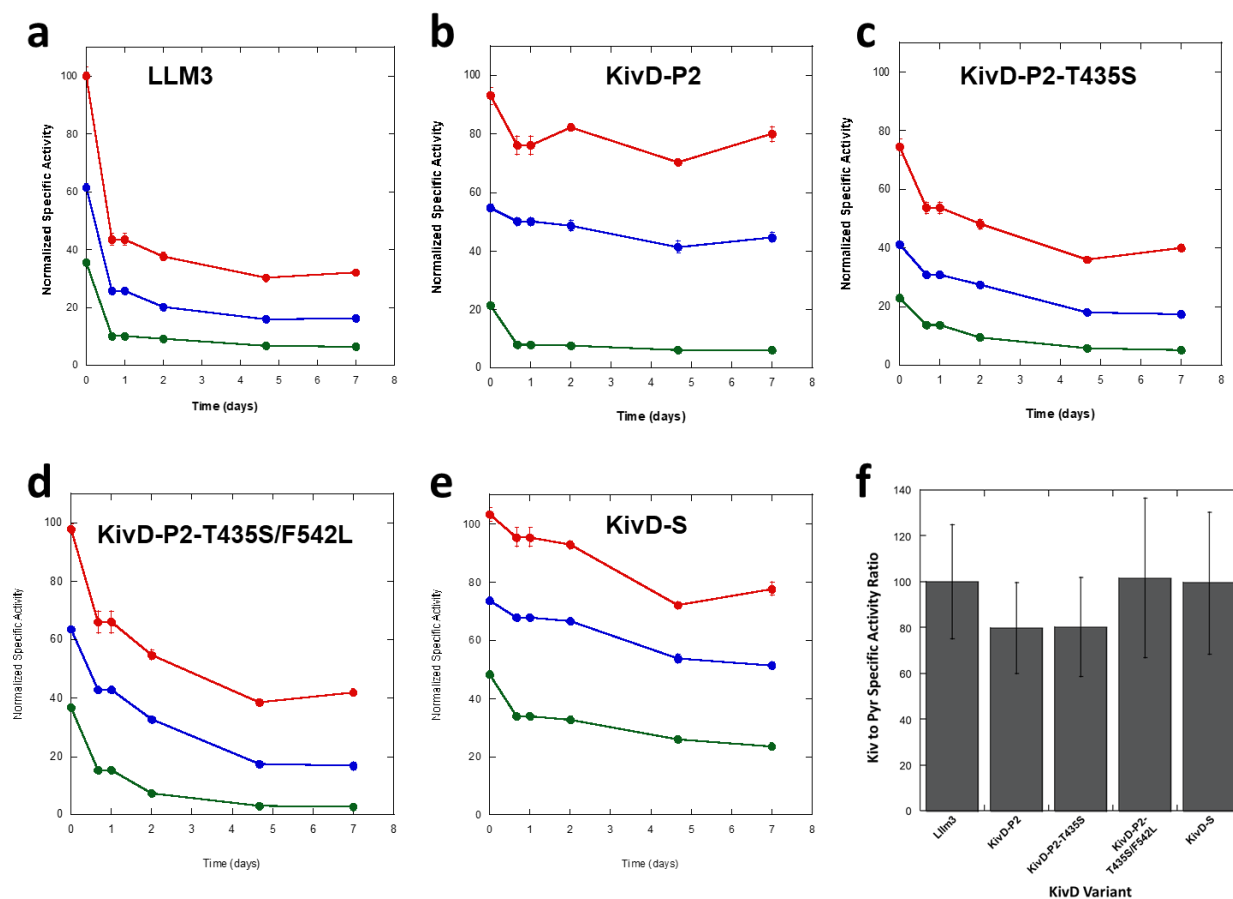 a
LLM3
100
80
60
40
20
0
0 1 2 3 4 5 6 7 8
Normalized Specific Activity
Time (days)
b
KivD-P2
100
80
60
40
20
0
0 1 2 3 4 5 6 7 8
Normalized Specific Activity
Time (days)
c
KivD-P2-T435S
100
80
60
40
20
0
0 1 2 3 4 5 6 7 8
Normalized Specific Activity
Time (days)
d
KivD-P2-T435S/F542L
100
80
60
40
20
0
0 1 2 3 4 5 6 7 8
Normalized Specific Activity
Time (days)
e
KivD-S
100
80
60
40
20
0
0 1 2 3 4 5 6 7 8
Normalized Specific Activity
Time (days)
f
140
120
100
80
60
40
20
0
Kiv to Pyr Specific Activity Ratio
Lllm3
KivD-P2
KivD-P2-T435S
KivD-P2-
T435S/F542L
KivD-S
KivD Variant